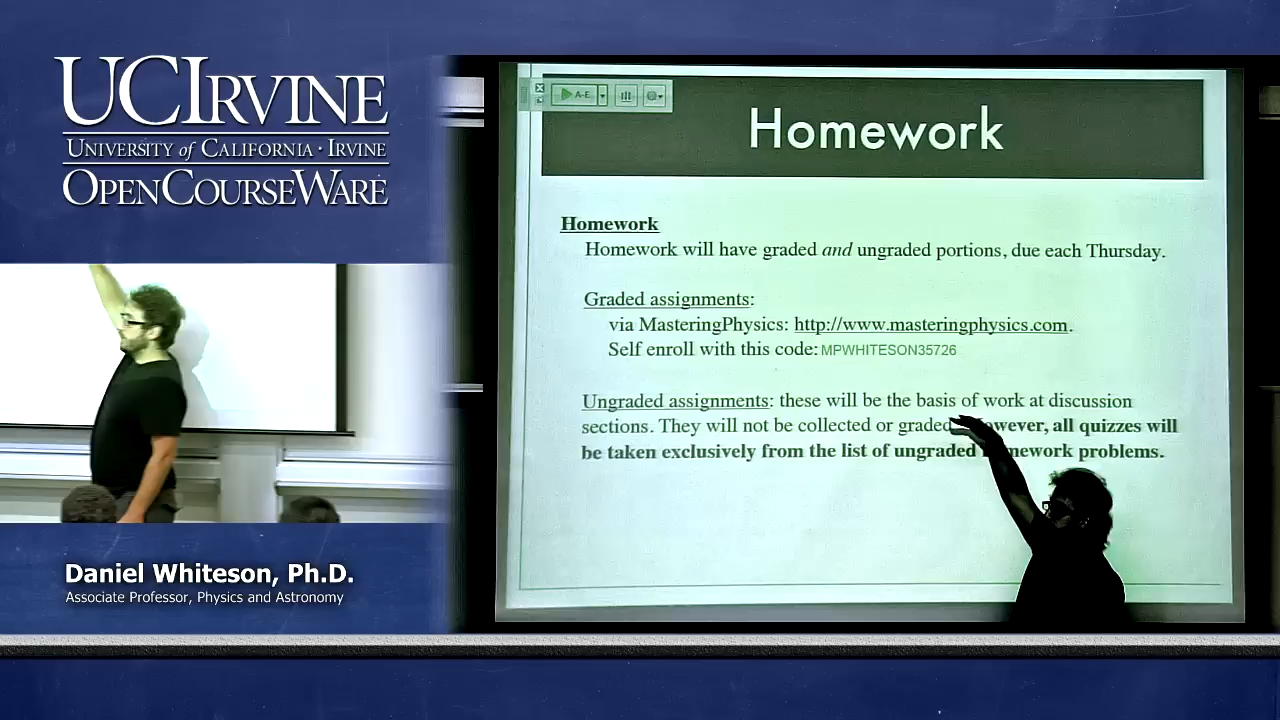 UCIRVINE
UNIVERSITY of CALIFORNIA · IRVINE
OPENCOURSEWARE
A-E
Homework
Homework
Homework will have graded and ungraded portions, due each Thursday.
Graded assignments:
via MasteringPhysics: http://www.masteringphysics.com.
Self enroll with this code: MPWHITESON35726
Ungraded assignments: these will be the basis of work at discussion
sections. They will not be collected or graded all quizzes will
be taken exclusively from the list of ungraded problems.
Daniel Whiteson, Ph.D.
Associate Professor, Physics and Astronomy